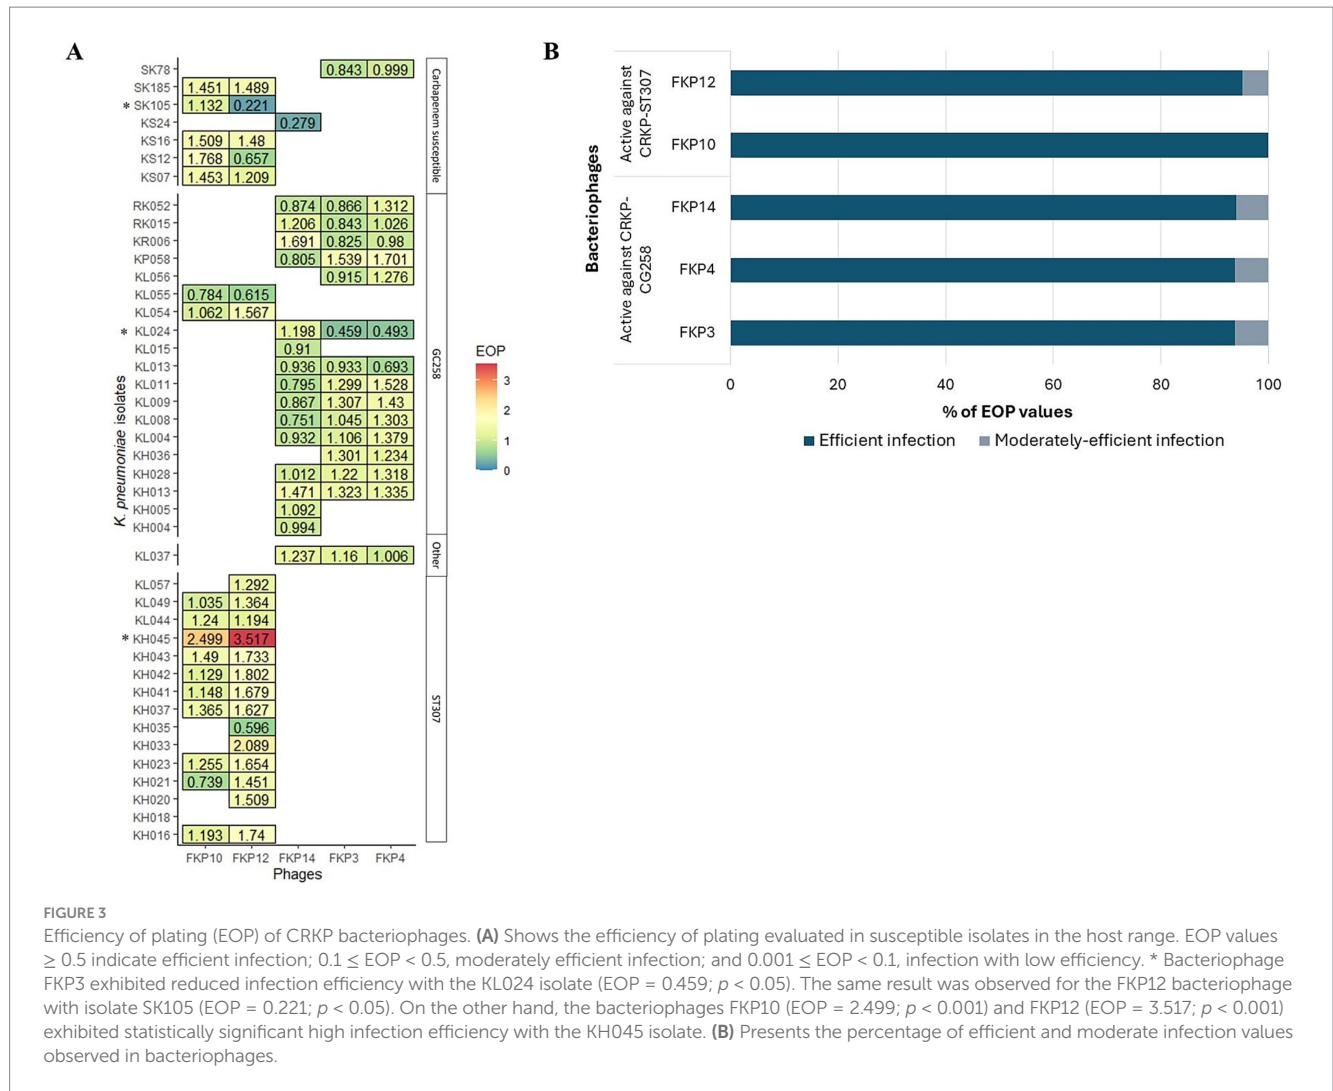 A
K. pneumoniae isolates
SK78 0.843 0.999
SK185 1.451 1.489
* SK105 1.132 0.221
KS24 0.279
KS16 1.509 1.48
KS12 1.768 0.657
KS07 1.453 1.209
Carbapenem susceptible
RK052 0.874 0.866 1.312
RK015 1.206 0.843 1.026
KR006 1.691 0.825 0.98
KP058 0.805 1.539 1.701
KL056 0.915 1.276
KL055 0.784 0.615
KL054 1.062 1.567
* KL024 1.198 0.459 0.493
KL015 0.91
KL013 0.936 0.933 0.693
KL011 0.795 1.299 1.528
KL009 0.867 1.307 1.43
KL008 0.751 1.045 1.303
KL004 0.932 1.106 1.379
KH036 1.301 1.234
KH028 1.012 1.22 1.318
KH013 1.471 1.323 1.335
KH005 1.092
KH004 0.994
GC258
KL037 1.237 1.16 1.006
Other
KL057 1.292
KL049 1.035 1.364
KL044 1.24 1.194
* KH045 2.499 3.517
KH043 1.49 1.733
KH042 1.129 1.802
KH041 1.148 1.679
KH037 1.365 1.627
KH035 0.596
KH033 2.089
KH023 1.255 1.654
KH021 0.739 1.451
KH020 1.509
KH018
KH016 1.193 1.74
ST307
FKP10 FKP12 FKP14 FKP3 FKP4
Phages
EOP
3
2
1
0
B
Bacteriophages
Active against
CRKP-ST307
FKP12
FKP10
Active against CRKP-
CG258
FKP14
FKP4
FKP3
0 20 40 60 80 100
% of EOP values
Efficient infection Moderately-efficient infection
FIGURE 3
Efficiency of plating (EOP) of CRKP bacteriophages. (A) Shows the efficiency of plating evaluated in susceptible isolates in the host range. EOP values
≥ 0.5 indicate efficient infection; 0.1 ≤ EOP < 0.5, moderately efficient infection; and 0.001 ≤ EOP < 0.1, infection with low efficiency. * Bacteriophage
FKP3 exhibited reduced infection efficiency with the KL024 isolate (EOP = 0.459; p < 0.05). The same result was observed for the FKP12 bacteriophage
with isolate SK105 (EOP = 0.221; p < 0.05). On the other hand, the bacteriophages FKP10 (EOP = 2.499; p < 0.001) and FKP12 (EOP = 3.517; p < 0.001)
exhibited statistically significant high infection efficiency with the KH045 isolate. (B) Presents the percentage of efficient and moderate infection values
observed in bacteriophages.